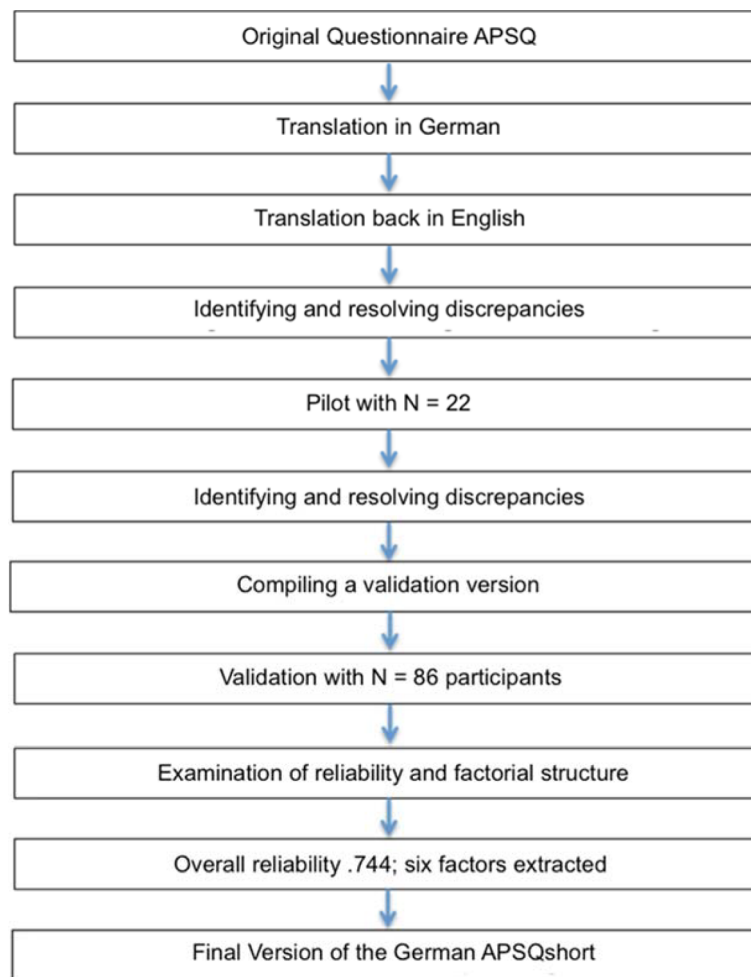 Original Questionnaire APSQ
Translation in German
Translation back in English
Identifying and resolving discrepancies
Pilot with N = 22
Identifying and resolving discrepancies
Compiling a validation version
Validation with N = 86 participants
Examination of reliability and factorial structure
Overall reliability .744; six factors extracted
Final Version of the German APSQshort